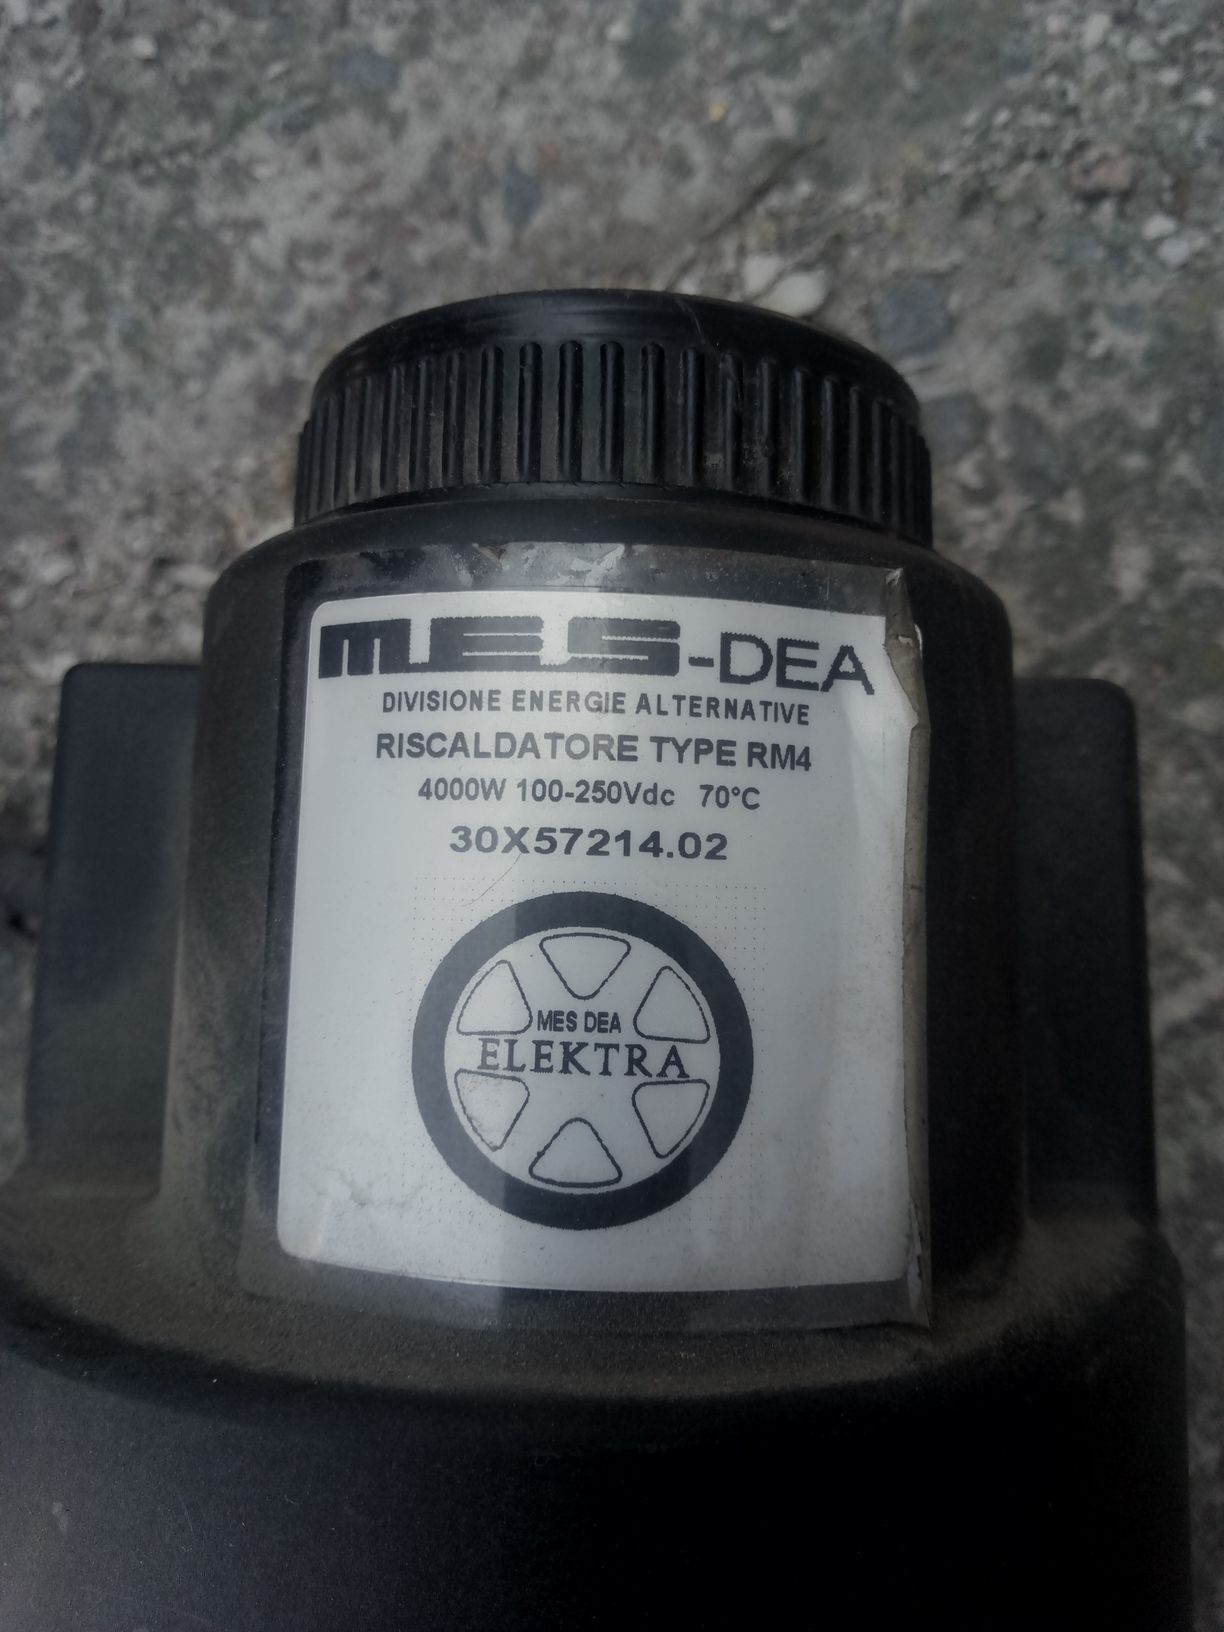 MES-DEA
DIVISIONE ENERGIE ALTERNATIVE
RISCALDATORE TYPE RM4
4000W 100-250Vdc 70°C
30X57214.02
MES DEA
ELEKTRA